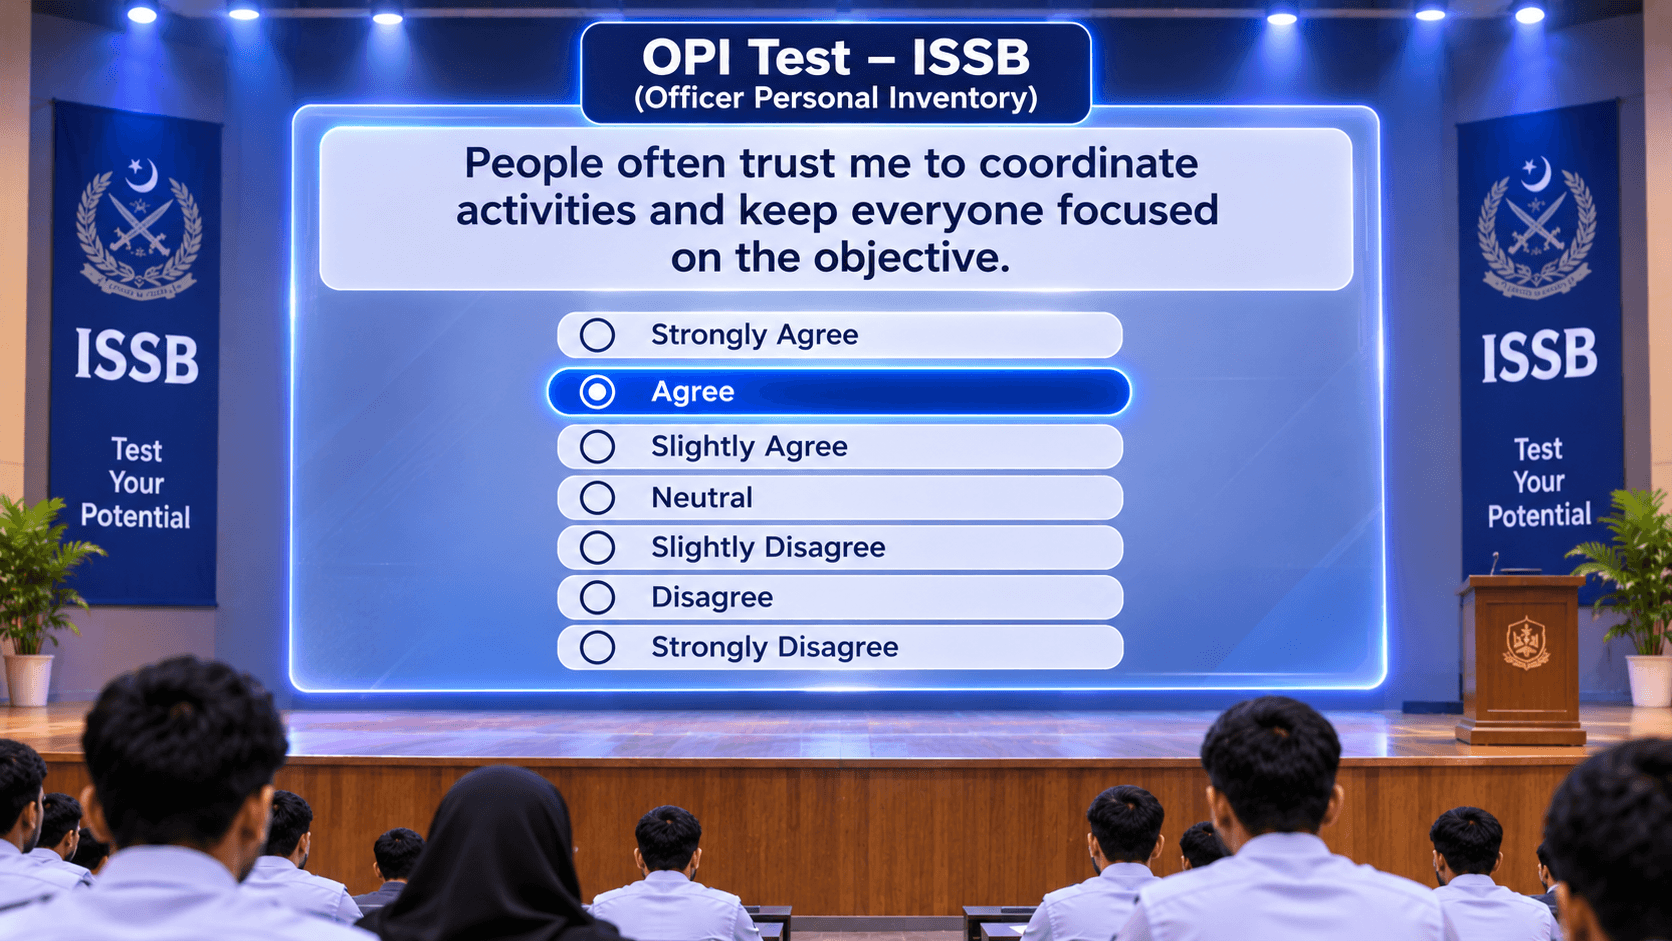 OPI Test – ISSB
(Officer Personal Inventory)
People often trust me to coordinate
activities and keep everyone focused
on the objective.
Strongly Agree
Agree
Slightly Agree
Neutral
Slightly Disagree
Disagree
Strongly Disagree
ISSB
Test
Your
Potential
ISSB
Test
Your
Potential